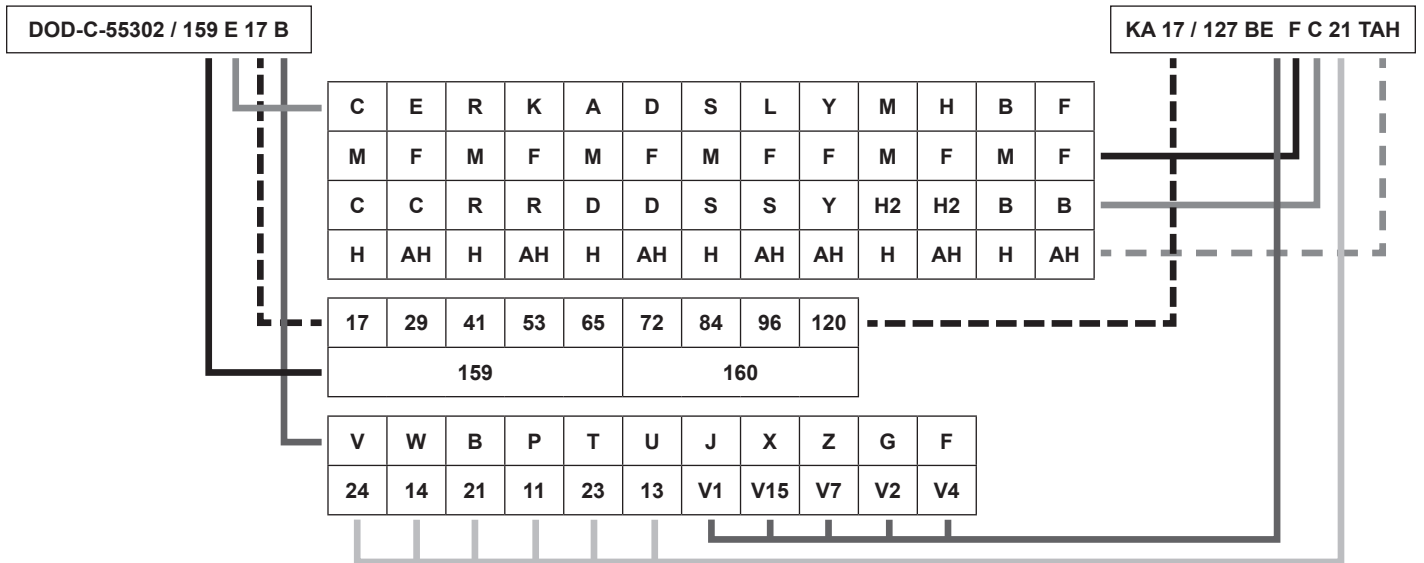 DOD-C-55302 / 159 E 17 B
KA 17 / 127 BE F C 21 TAH
C E R K A D S L Y M H B F
M F M F M F M F F M F M F
C C R R D D S S Y H2 H2 B B
H AH H AH H AH H AH AH H AH H AH
17 29 41 53 65 72 84 96 120
159 160
V W B P T U J X Z G F
24 14 21 11 23 13 V1 V15 V7 V2 V4